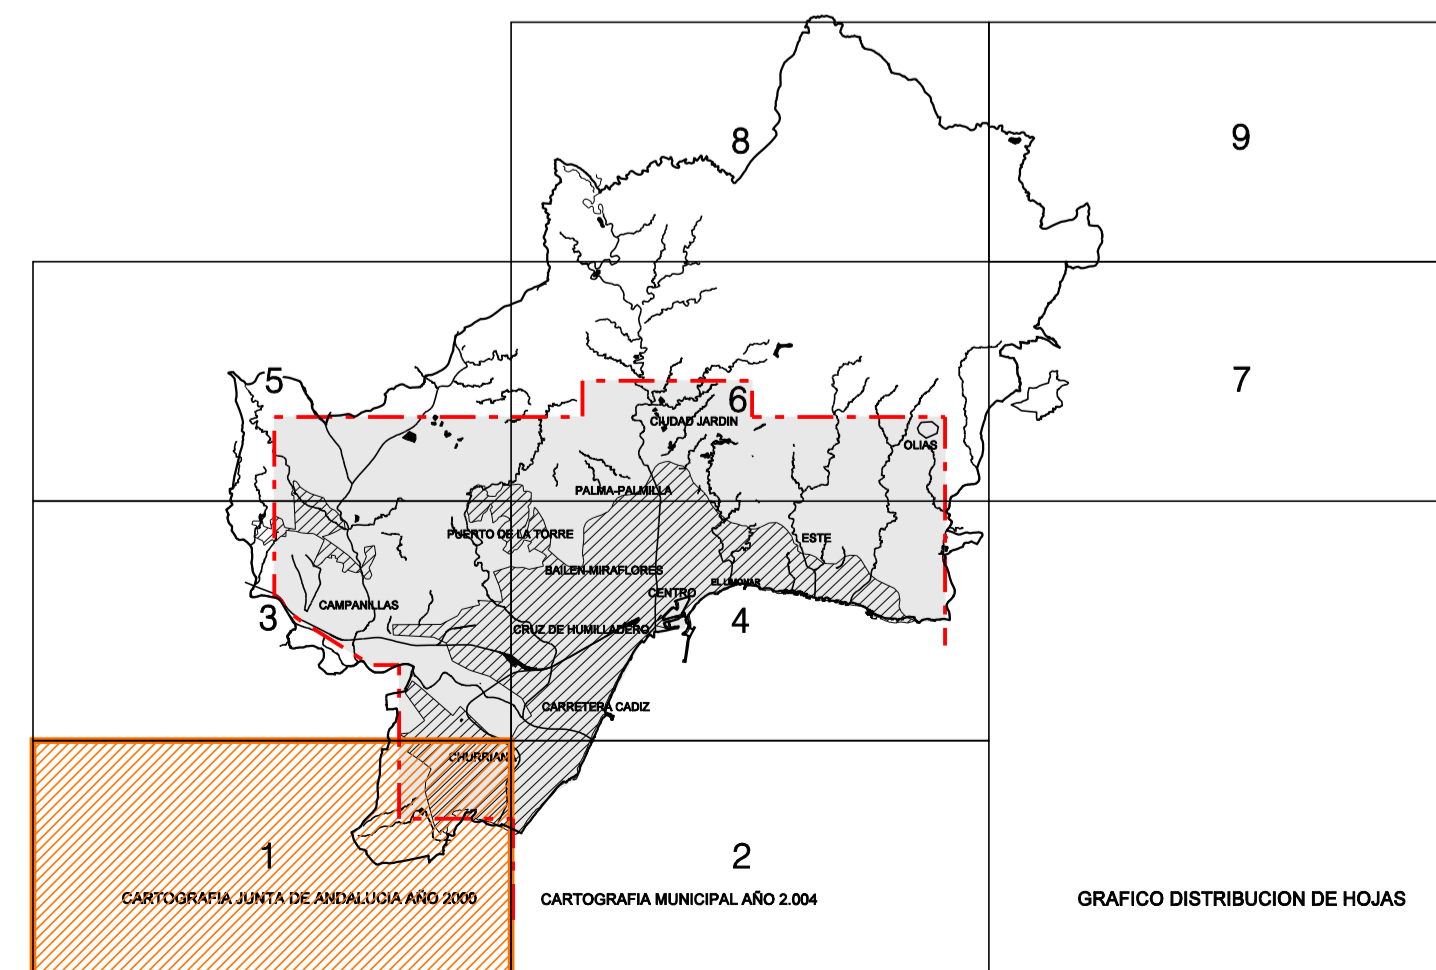 8
9
5
6
7
CIUDAD JARDIN
OLIAS
PALMA-PALMILLA
PUERTO DE LA TORRE
ESTE
BAILEN-MIRAFLORES
EL LIMONAR
CENTRO
CAMPANILLAS
3
4
CRUZ DE HUMILLADERO
CARRETERA CADIZ
CHURRIANA
1
2
CARTOGRAFIA JUNTA DE ANDALUCIA AÑO 2000
CARTOGRAFIA MUNICIPAL AÑO 2.004
GRAFICO DISTRIBUCION DE HOJAS